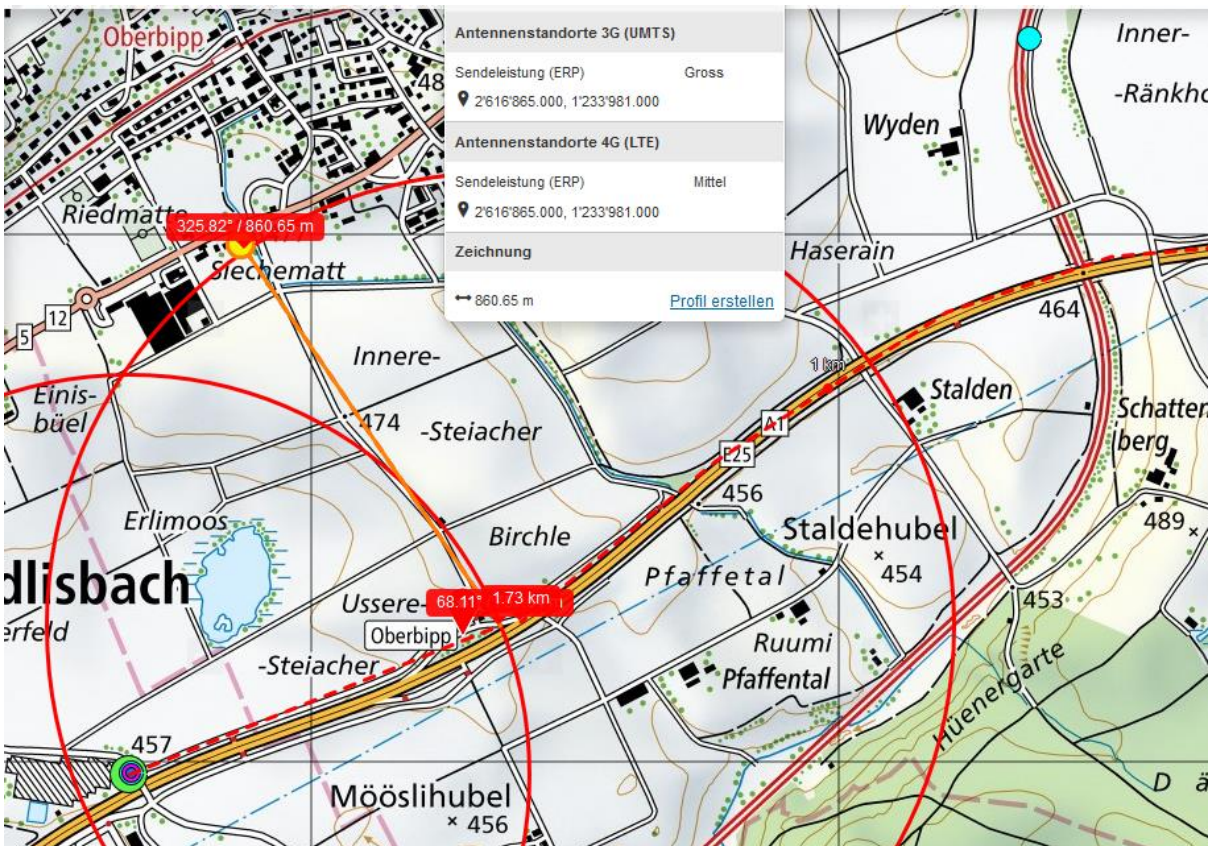 Oberbipp
48
Antennenstandorte 3G (UMTS)
Sendeleistung (ERP) Gross
2'616'865.000, 1'233'981.000
Antennenstandorte 4G (LTE)
Sendeleistung (ERP) Mittel
2'616'865.000, 1'233'981.000
Zeichnung
860.65 m Profil erstellen
Inner-
-Ränkho
Wyden
Riedmatte
325.82° / 860.65 m
Siechematt
Haserain
5
12
464
1 km
Innere-
Einis-
büel
474
-Steiacher
Stalden
Schatten
berg
A1
E25
456
Erlimoos
Birchle
Staldehubel
489
454
dlisbach
Pfaffetal
453
Ussere-
68.11°
1.73 km
erfeld
Oberbipp
-Steiacher
Ruumi
Pfaffental
Hüenergärte
457
Mööslihubel
456
D ä